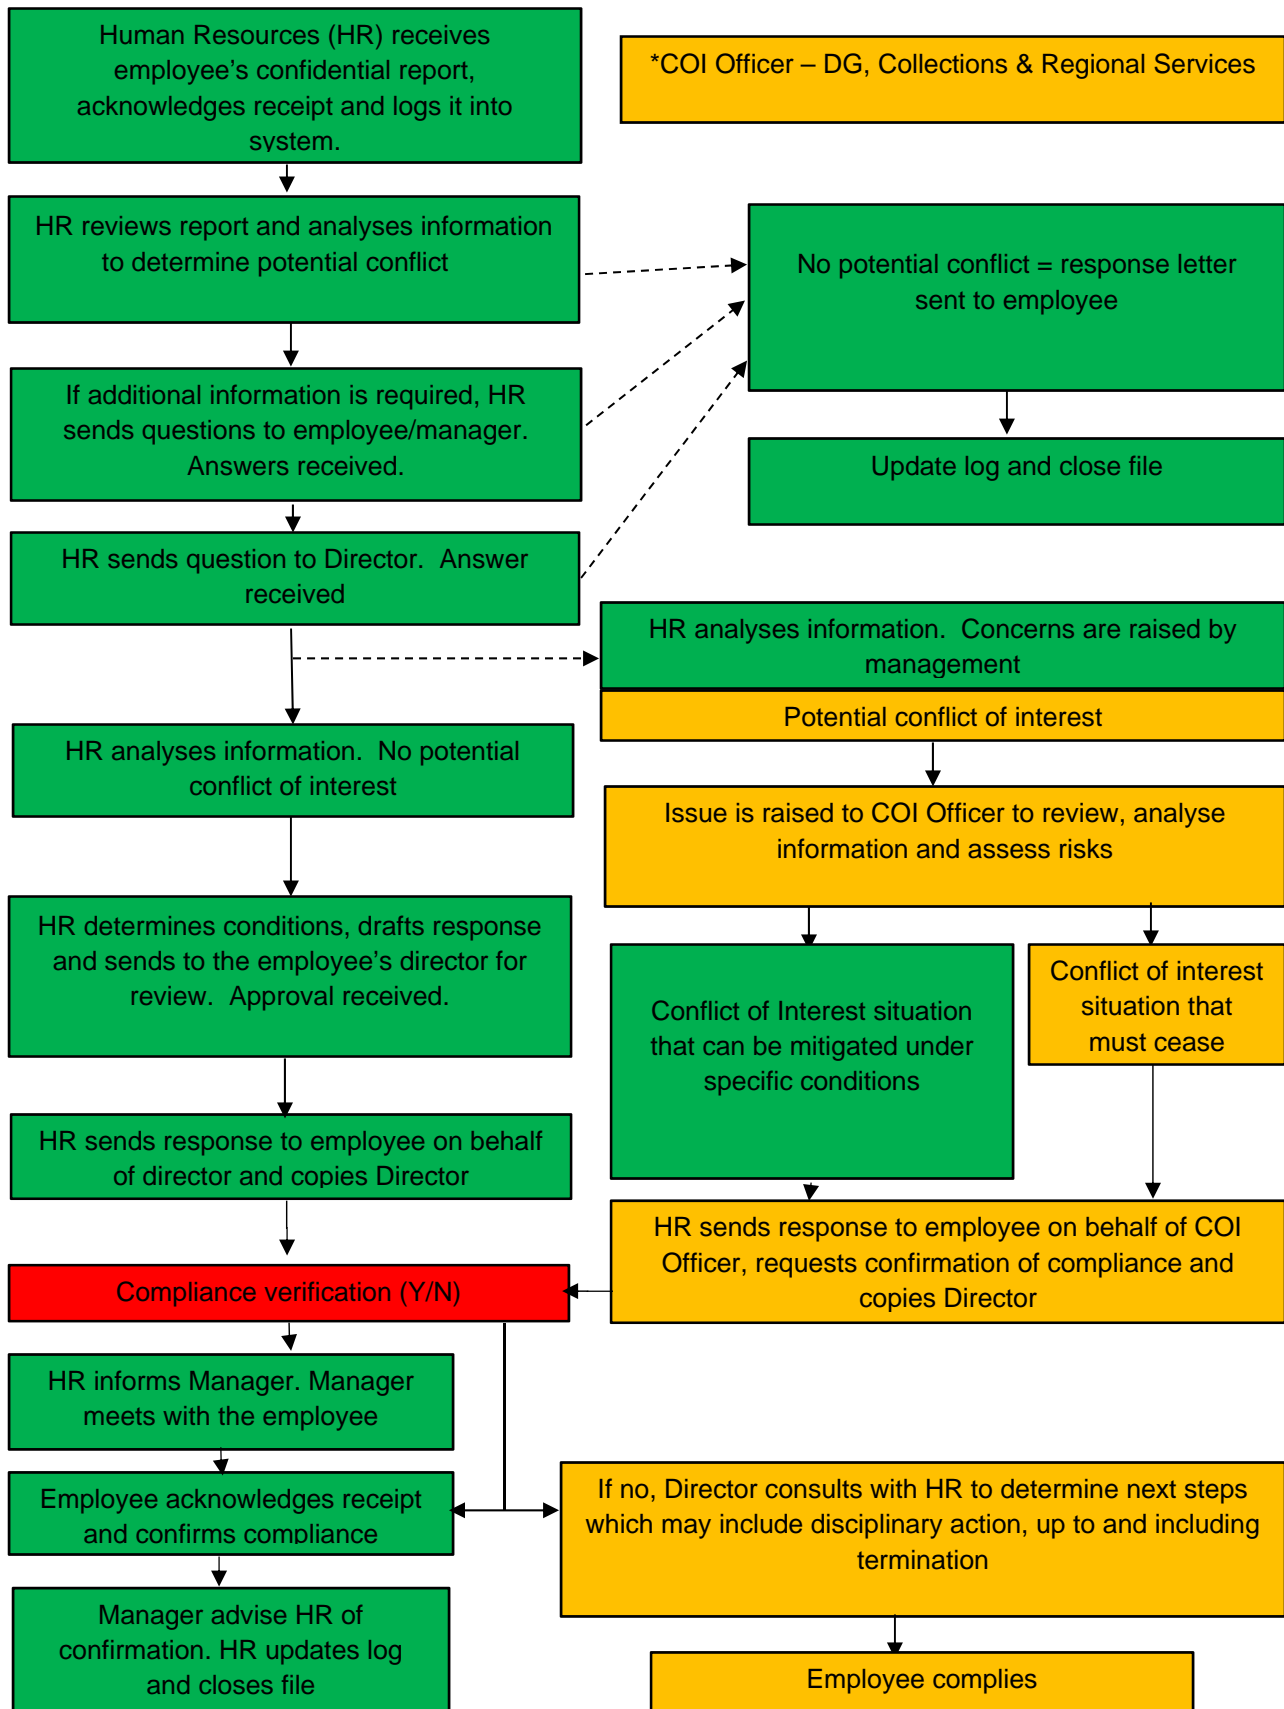 Human Resources (HR) receives
employee’s confidential report,
acknowledges receipt and logs it into
system.
*COI Officer – DG, Collections & Regional Services
HR reviews report and analyses information
to determine potential conflict
No potential conflict = response letter
sent to employee
If additional information is required, HR
sends questions to employee/manager.
Answers received.
Update log and close file
HR sends question to Director.  Answer
received
HR analyses information.  Concerns are raised by
management
Potential conflict of interest
HR analyses information.  No potential
conflict of interest
Issue is raised to COI Officer to review, analyse
information and assess risks
HR determines conditions, drafts response
and sends to the employee’s director for
review.  Approval received.
Conflict of Interest situation
that can be mitigated under
specific conditions
Conflict of interest
situation that
must cease
HR sends response to employee on behalf
of director and copies Director
HR sends response to employee on behalf of COI
Officer, requests confirmation of compliance and
copies Director
Compliance verification (Y/N)
HR informs Manager. Manager
meets with the employee
Employee acknowledges receipt
and confirms compliance
If no, Director consults with HR to determine next steps
which may include disciplinary action, up to and including
termination
Manager advise HR of
confirmation. HR updates log
and closes file
Employee complies